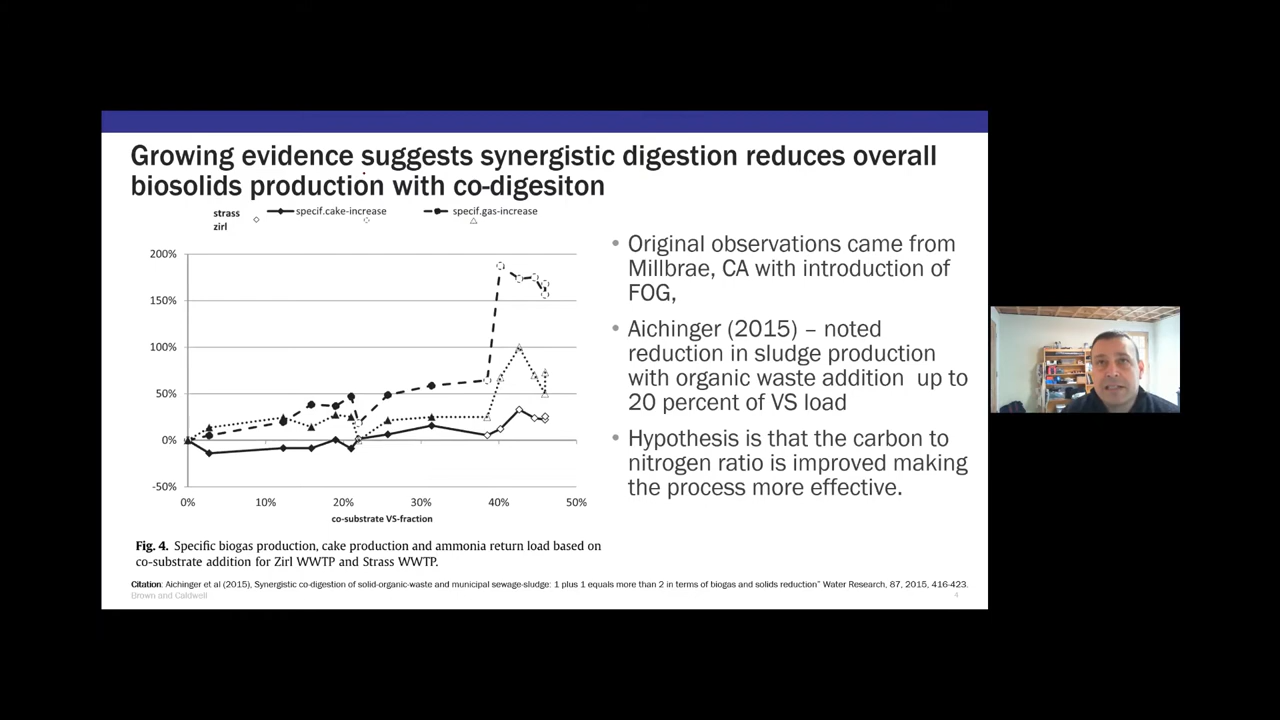 Growing evidence suggests synergistic digestion reduces overall
biosolids production with co-digesiton
strass
specif.cake-increase
specif.gas-increase
zirl
200%
150%
100%
50%
0%
-50%
0%
10%
20%
30%
40%
50%
co-substrate VS-fraction
Fig. 4. Specific biogas production, cake production and ammonia return load based on
co-substrate addition for Zirl WWTP and Strass WWTP.
• Original observations came from
Millbrae, CA with introduction of
FOG,
• Aichinger (2015) – noted
reduction in sludge production
with organic waste addition up to
20 percent of VS load
• Hypothesis is that the carbon to
nitrogen ratio is improved making
the process more effective.
Citation: Aichinger et al (2015), Synergistic co-digestion of solid-organic-waste and municipal sewage-sludge: 1 plus 1 equals more than 2 in terms of biogas and solids reduction" Water Research, 87, 2015, 416-423.
Brown and Caldwell
4